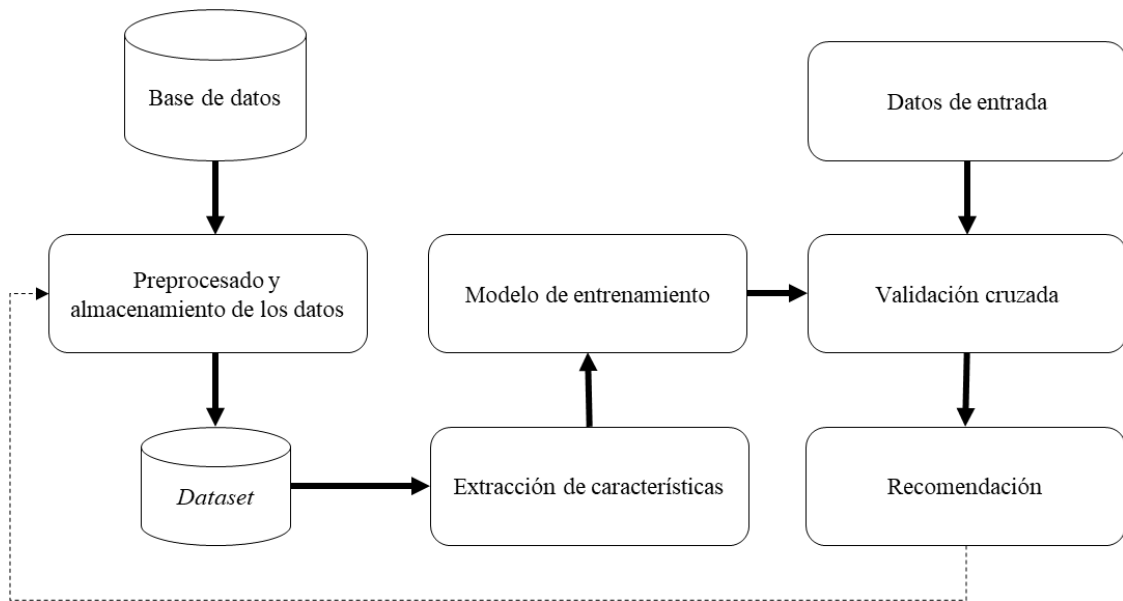 Base de datos
Datos de entrada
Preprocesado y
almacenamiento de los datos
Modelo de entrenamiento
Validación cruzada
Dataset
Extracción de características
Recomendación